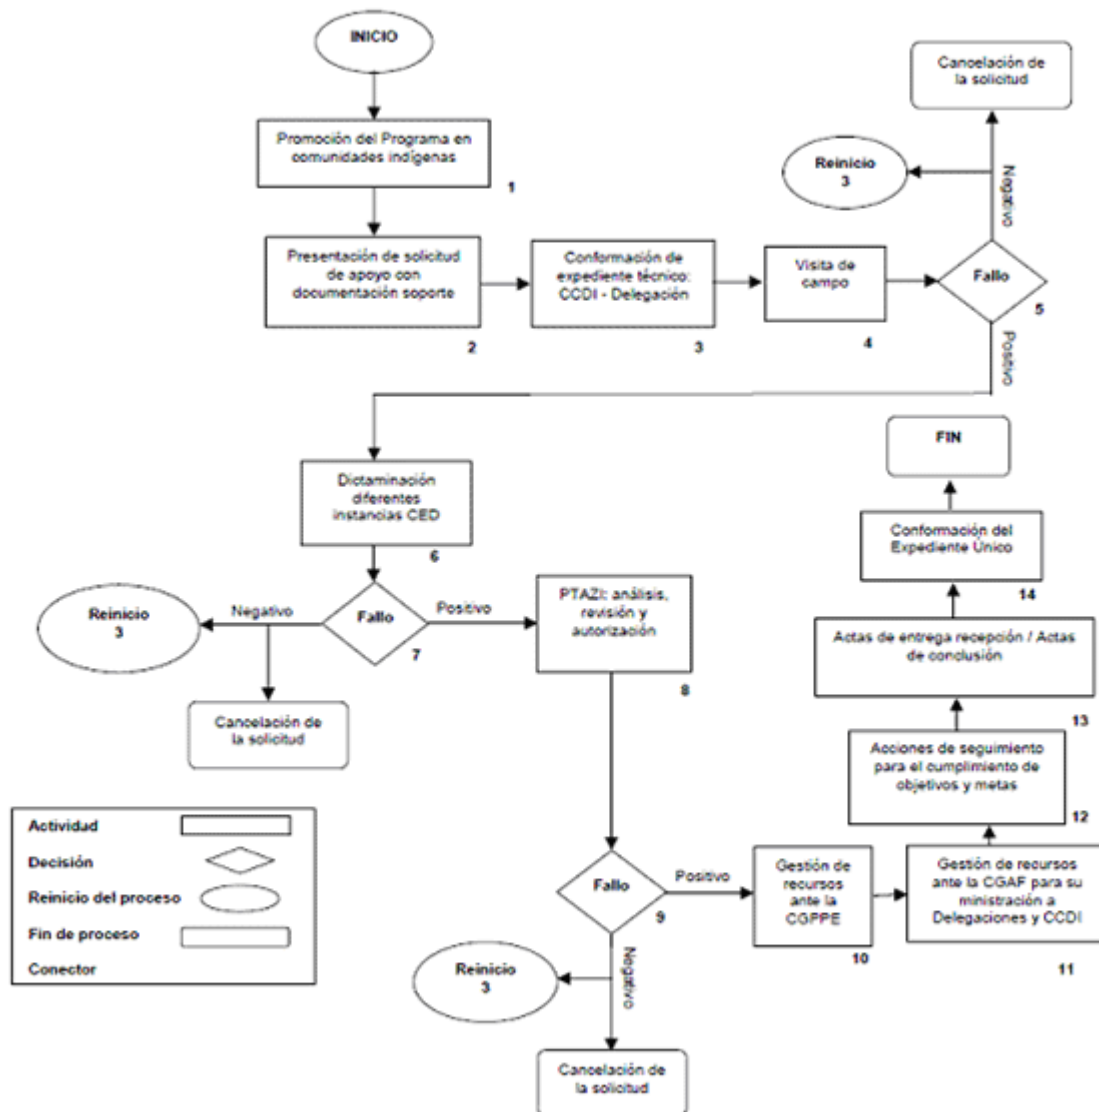 INICIO
Promoción del Programa en
comunidades indígenas
1
Presentación de solicitud
de apoyo con
documentación soporte
2
Conformación de
expediente técnico:
CCDI - Delegación
3
Visita de
campo
4
Fallo
5
Negativo
Reinicio
3
Cancelación de
la solicitud
Positivo
Dictaminación
diferentes
instancias CED
6
Fallo
7
Negativo
Reinicio
3
Cancelación de
la solicitud
Positivo
PTAZI: análisis,
revisión y
autorización
8
Fallo
9
Negativo
Reinicio
3
Cancelación de
la solicitud
Positivo
Gestión de
recursos
ante la
CGPPE
10
Gestión de recursos
ante la CGAF para su
ministración a
Delegaciones y CCDI
11
Acciones de seguimiento
para el cumplimiento de
objetivos y metas
12
Actas de entrega recepción / Actas
de conclusión
13
Conformación del
Expediente Único
14
FIN
Actividad
Decisión
Reinicio del proceso
Fin de proceso
Conector